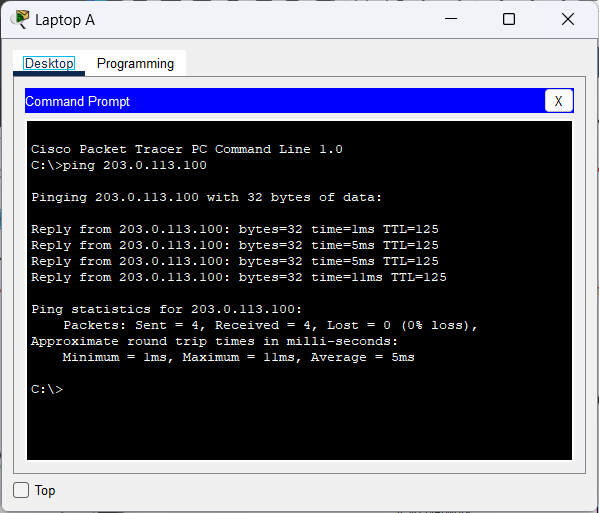 Laptop A
Desktop Programming
Command Prompt X
Cisco Packet Tracer PC Command Line 1.0
C:\>ping 203.0.113.100
Pinging 203.0.113.100 with 32 bytes of data:
Reply from 203.0.113.100: bytes=32 time=1ms TTL=125
Reply from 203.0.113.100: bytes=32 time=5ms TTL=125
Reply from 203.0.113.100: bytes=32 time=5ms TTL=125
Reply from 203.0.113.100: bytes=32 time=11ms TTL=125
Ping statistics for 203.0.113.100:
Packets: Sent = 4, Received = 4, Lost = 0 (0% loss),
Approximate round trip times in milli-seconds:
Minimum = 1ms, Maximum = 11ms, Average = 5ms
C:\>
Top